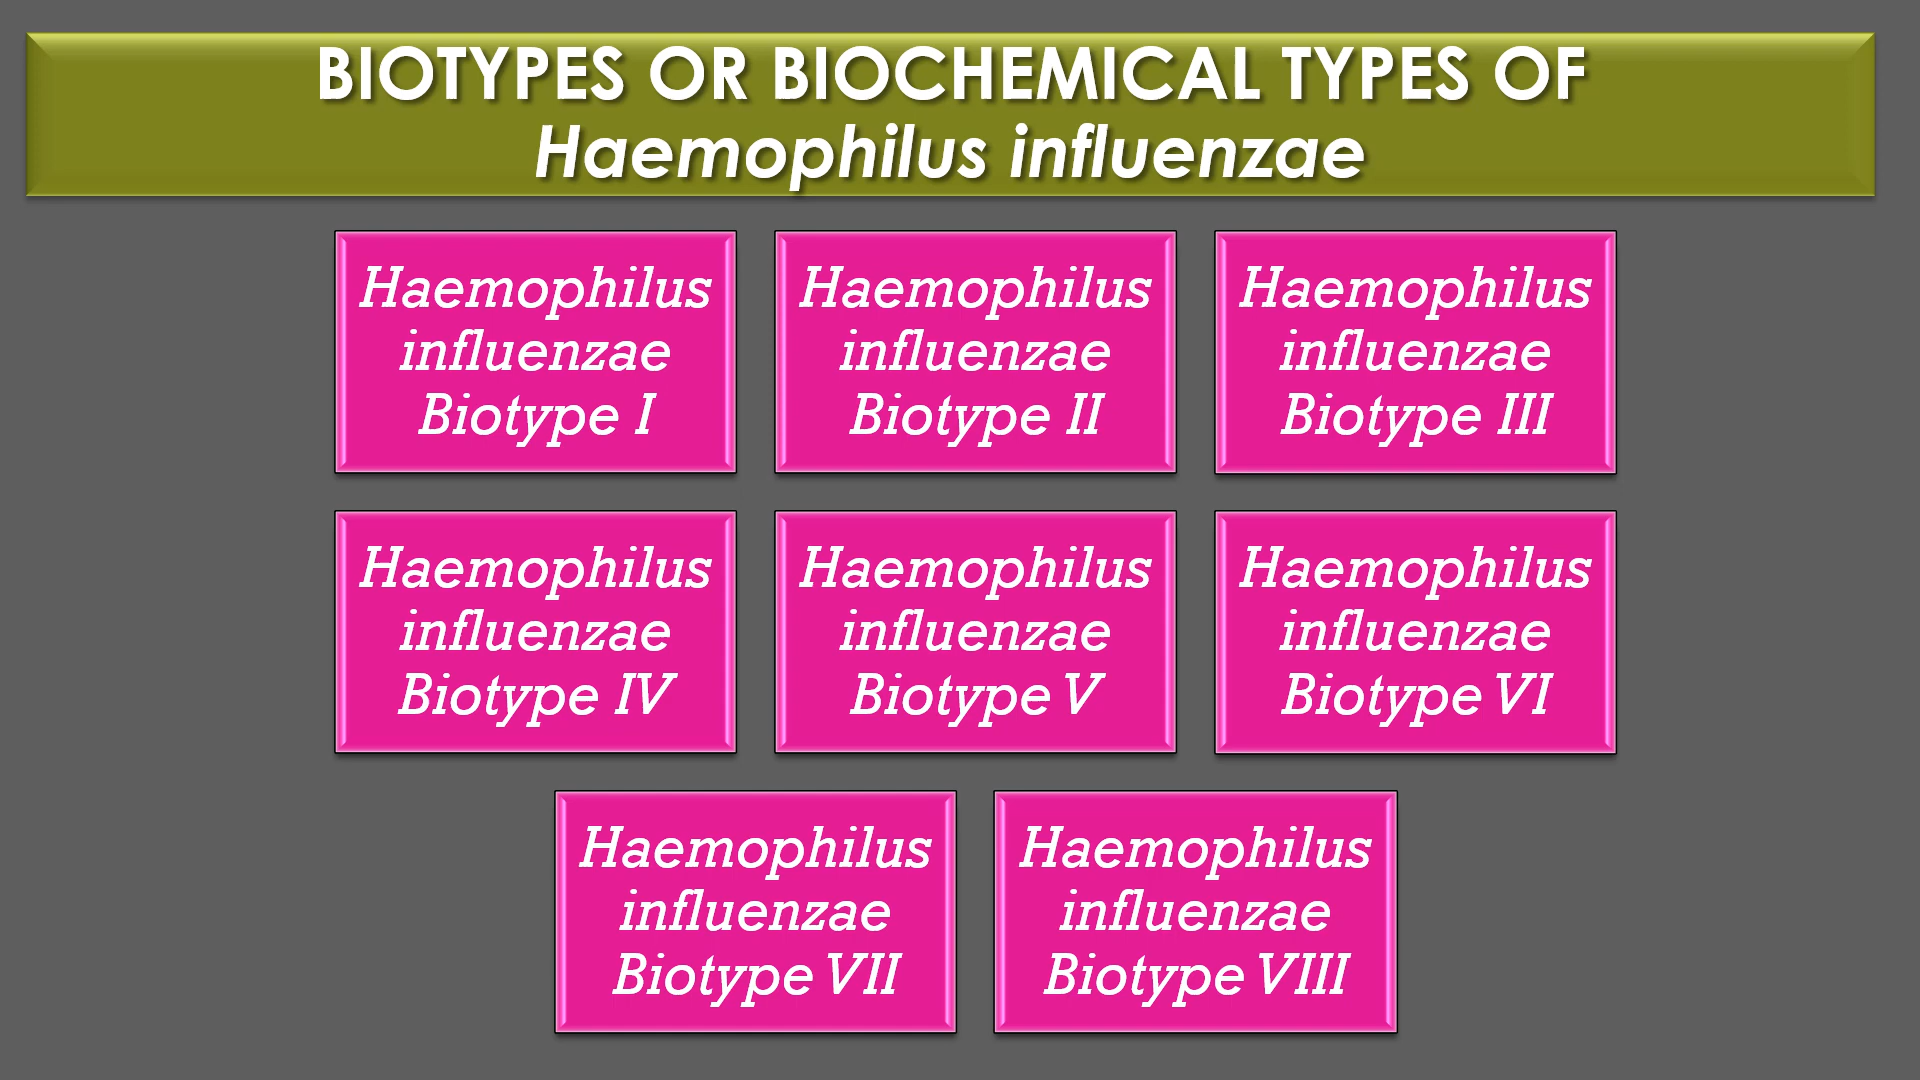 BIOTYPES OR BIOCHEMICAL TYPES OF
Haemophilus influenzae
Haemophilus
influenzae
Biotype I
Haemophilus
influenzae
Biotype II
Haemophilus
influenzae
Biotype III
Haemophilus
influenzae
Biotype IV
Haemophilus
influenzae
Biotype V
Haemophilus
influenzae
Biotype VI
Haemophilus
influenzae
Biotype VII
Haemophilus
influenzae
Biotype VIII